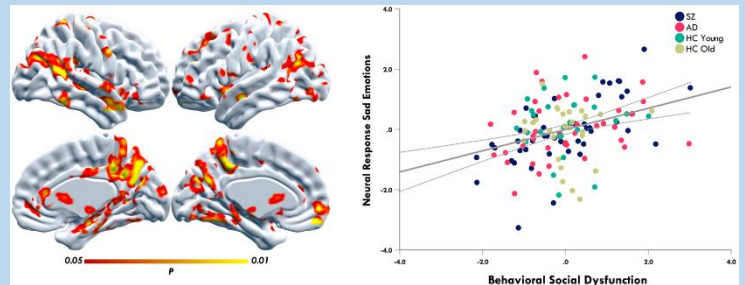 0.05
0.01
P
SZ
AD
HC Young
HC Old
Neural Response Sad Emotions
4.0
2.0
.0
-2.0
-4.0
-4.0
-2.0
.0
2.0
4.0
Behavioral Social Dysfunction